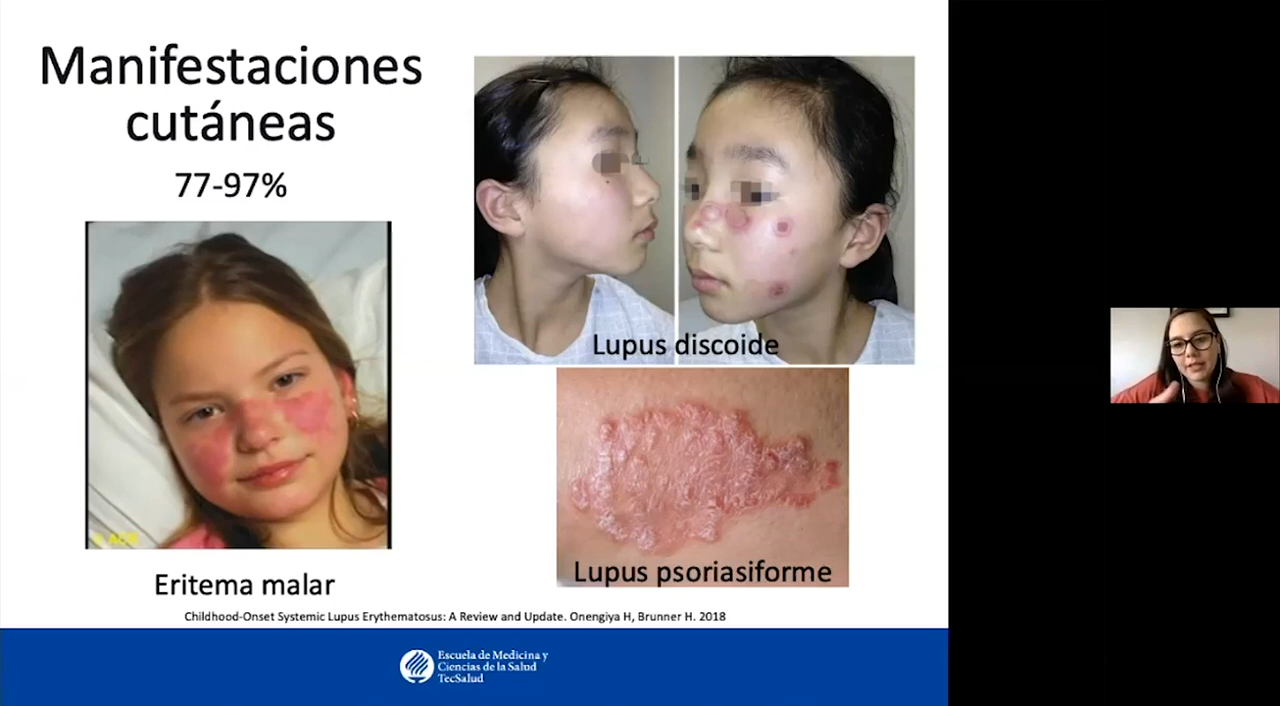 Manifestaciones
cutáneas
77-97%
Lupus discoide
Lupus psoriasiforme
Eritema malar
Childhood-Onset Systemic Lupus Erythematosus: A Review and Update. Onengiya H, Brunner H. 2018
Escuela de Medicina y
Ciencias de la Salud
TecSalud